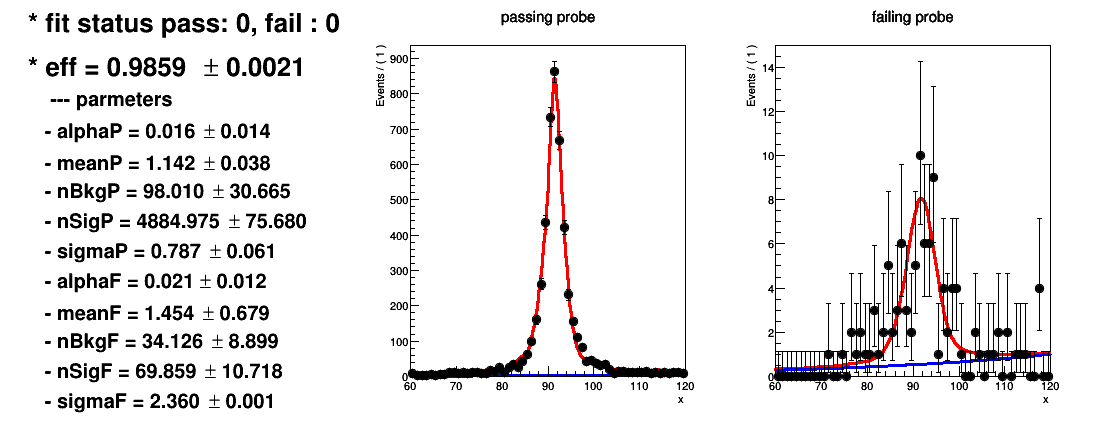 * fit status pass: 0, fail : 0
* eff = 0.9859 ± 0.0021
--- parmeters
- alphaP = 0.016 ± 0.014
- meanP = 1.142 ± 0.038
- nBkgP = 98.010 ± 30.665
- nSigP = 4884.975 ± 75.680
- sigmaP = 0.787 ± 0.061
- alphaF = 0.021 ± 0.012
- meanF = 1.454 ± 0.679
- nBkgF = 34.126 ± 8.899
- nSigF = 69.859 ± 10.718
- sigmaF = 2.360 ± 0.001
passing probe
Events / ( 1 )
900
800
700
600
500
400
300
200
100
0
60 70 80 90 100 110 120
x
failing probe
Events / ( 1 )
14
12
10
8
6
4
2
0
60 70 80 90 100 110 120
x